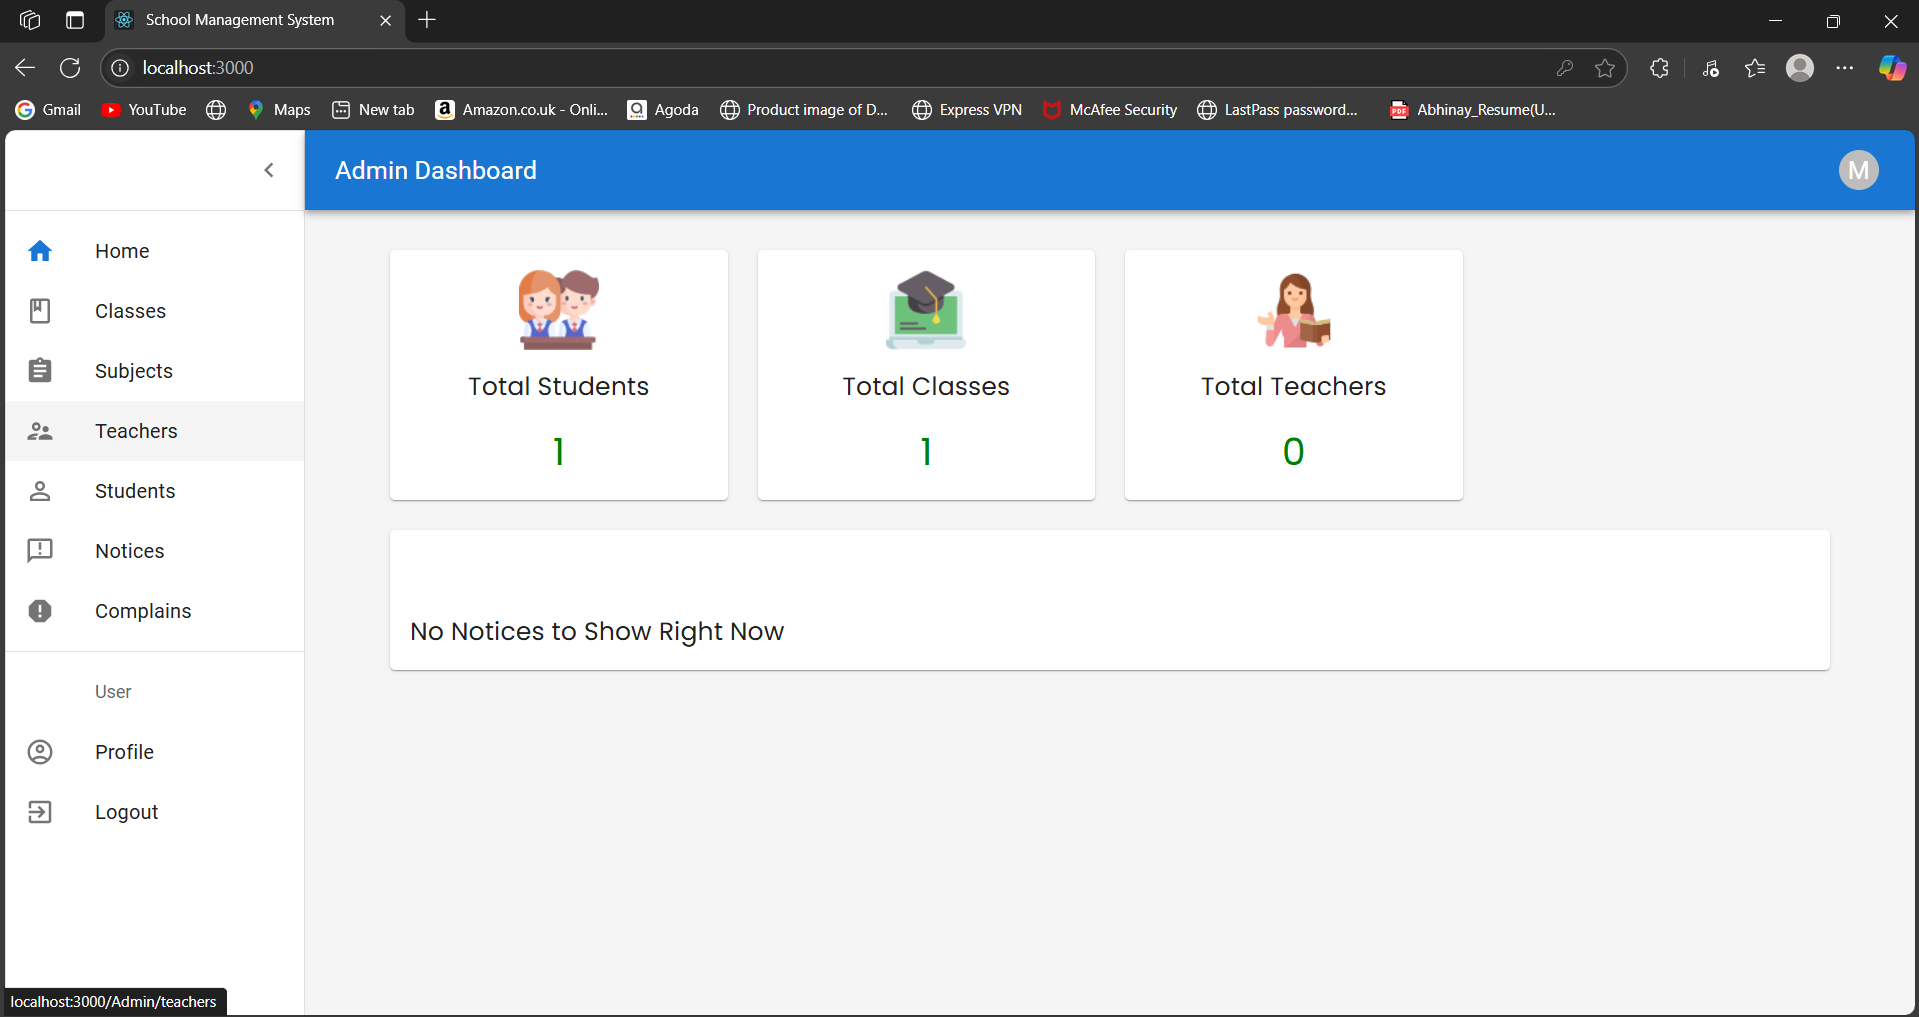 School Management System
localhost:3000
Gmail YouTube Maps New tab Amazon.co.uk - Onli... Agoda Product image of D... Express VPN McAfee Security LastPass password... Abhinay_Resume(U...
Admin Dashboard
M
Home
Classes
Subjects
Teachers
Students
Notices
Complains
User
Profile
Logout
Total Students
1
Total Classes
1
Total Teachers
0
No Notices to Show Right Now
localhost:3000/Admin/teachers